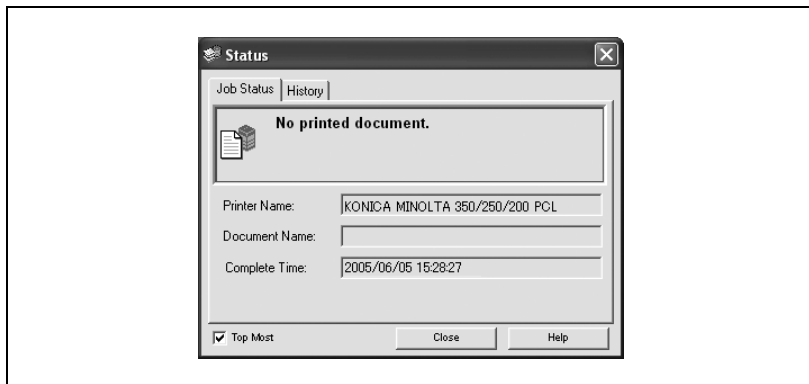 Status
Job Status History
No printed document.
Printer Name: KONICA MINOLTA 350/250/200 PCL
Document Name:
Complete Time: 2005/06/05 15:28:27
Top Most Close Help